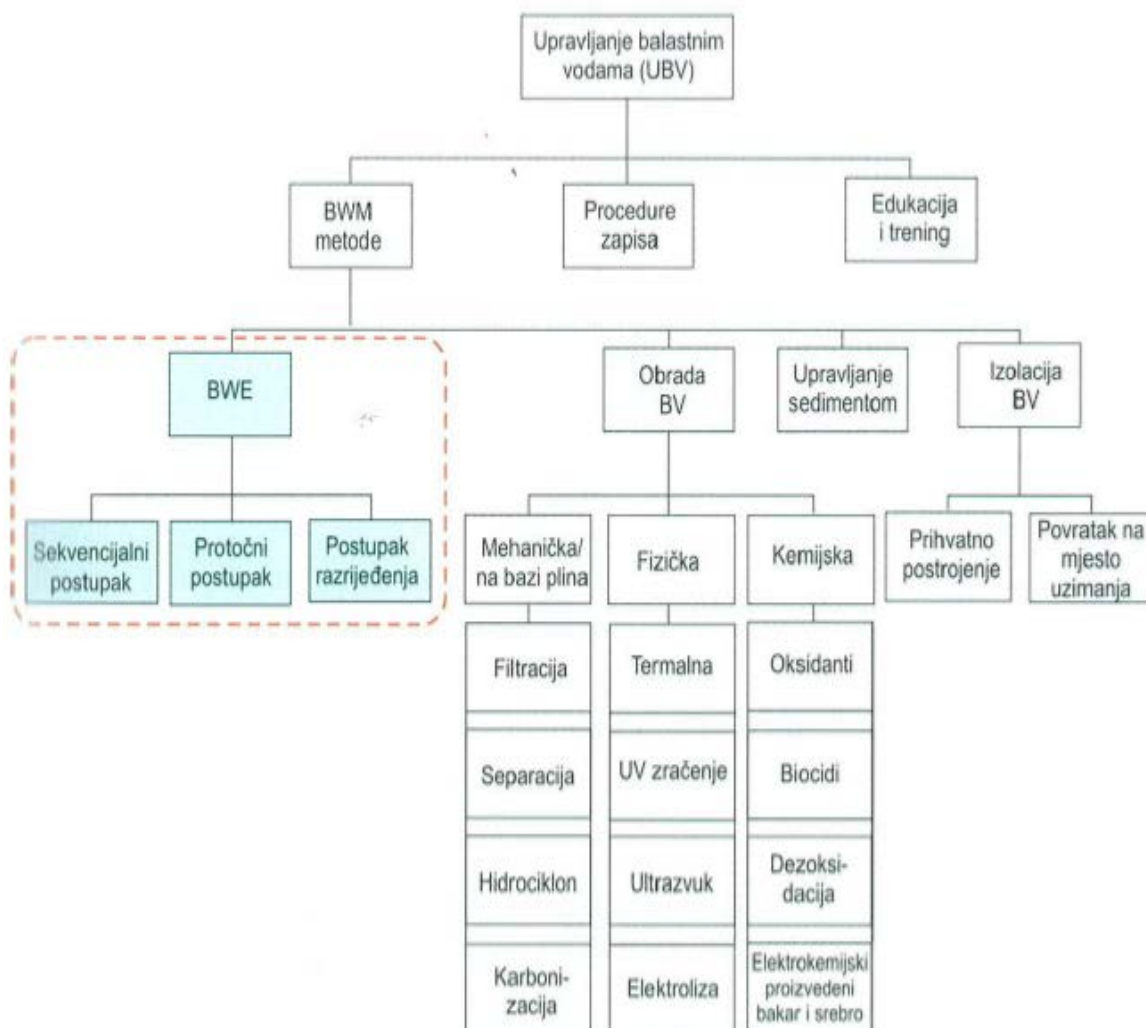 Upravljanje balastnim
vodama (UBV)
BWM
metode
Procedure
zapisa
Edukacija
i trening
BWE
Obrada
BV
Upravljanje
sedimentom
Izolacija
BV
Sekvencijalni
postupak
Protočni
postupak
Postupak
razrijeđenja
Mehanička/
na bazi plina
Fizička
Kemijska
Prihvatno
postrojenje
Povratak na
mjesto
uzimanja
Filtracija
Termalna
Oksidanti
Separacija
UV zračenje
Biocidi
Hidrociklon
Ultrazvuk
Dezoksi-
dacija
Karboni-
zacija
Elektroliza
Elektrokemijski
proizvedeni
bakar i srebro